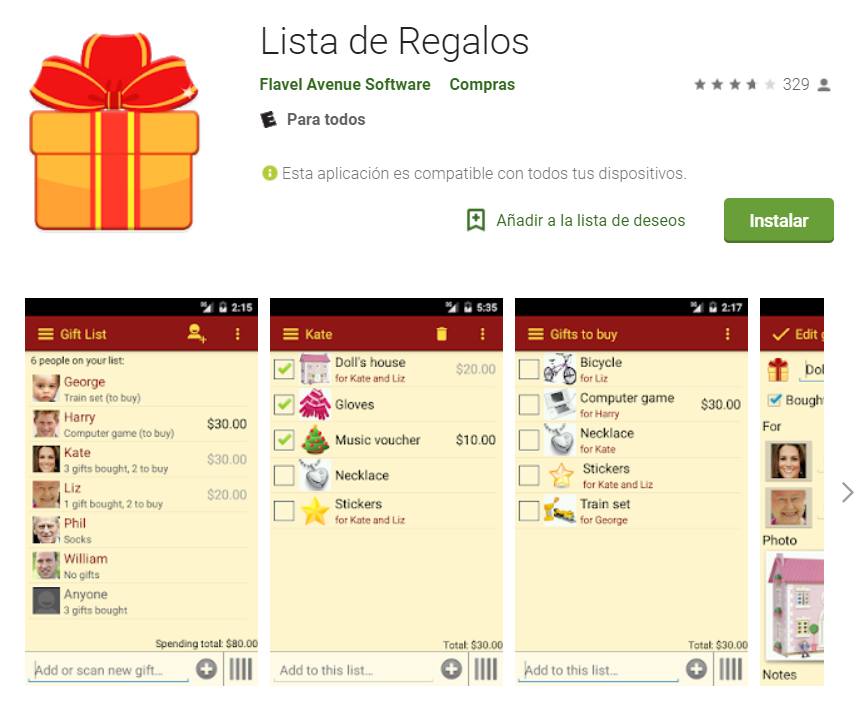 Lista de Regalos
Flavel Avenue Software Compras 329
E Para todos
Esta aplicación es compatible con todos tus dispositivos.
Añadir a la lista de deseos Instalar
3G 2:15
Gift List
6 people on your list:
George
Train set (to buy)
Harry
Computer game (to buy)
$30.00
Kate
3 gifts bought, 2 to buy
$30.00
Liz
1 gift bought, 2 to buy
$20.00
Phil
Socks
William
No gifts
Anyone
3 gifts bought
Spending total: $80.00
Add or scan new gift...
3G 5:35
Kate
Doll's house
for Kate and Liz
$20.00
Gloves
Music voucher $10.00
Necklace
Stickers
for Kate and Liz
Total: $30.00
Add to this list...
3G 2:17
Gifts to buy
Bicycle
for Liz
Computer game
for Harry
$30.00
Necklace
for Kate
Stickers
for Kate and Liz
Train set
for George
Total: $30.00
Add to this list...
Edit g
Dol
Bough
For
Photo
Notes